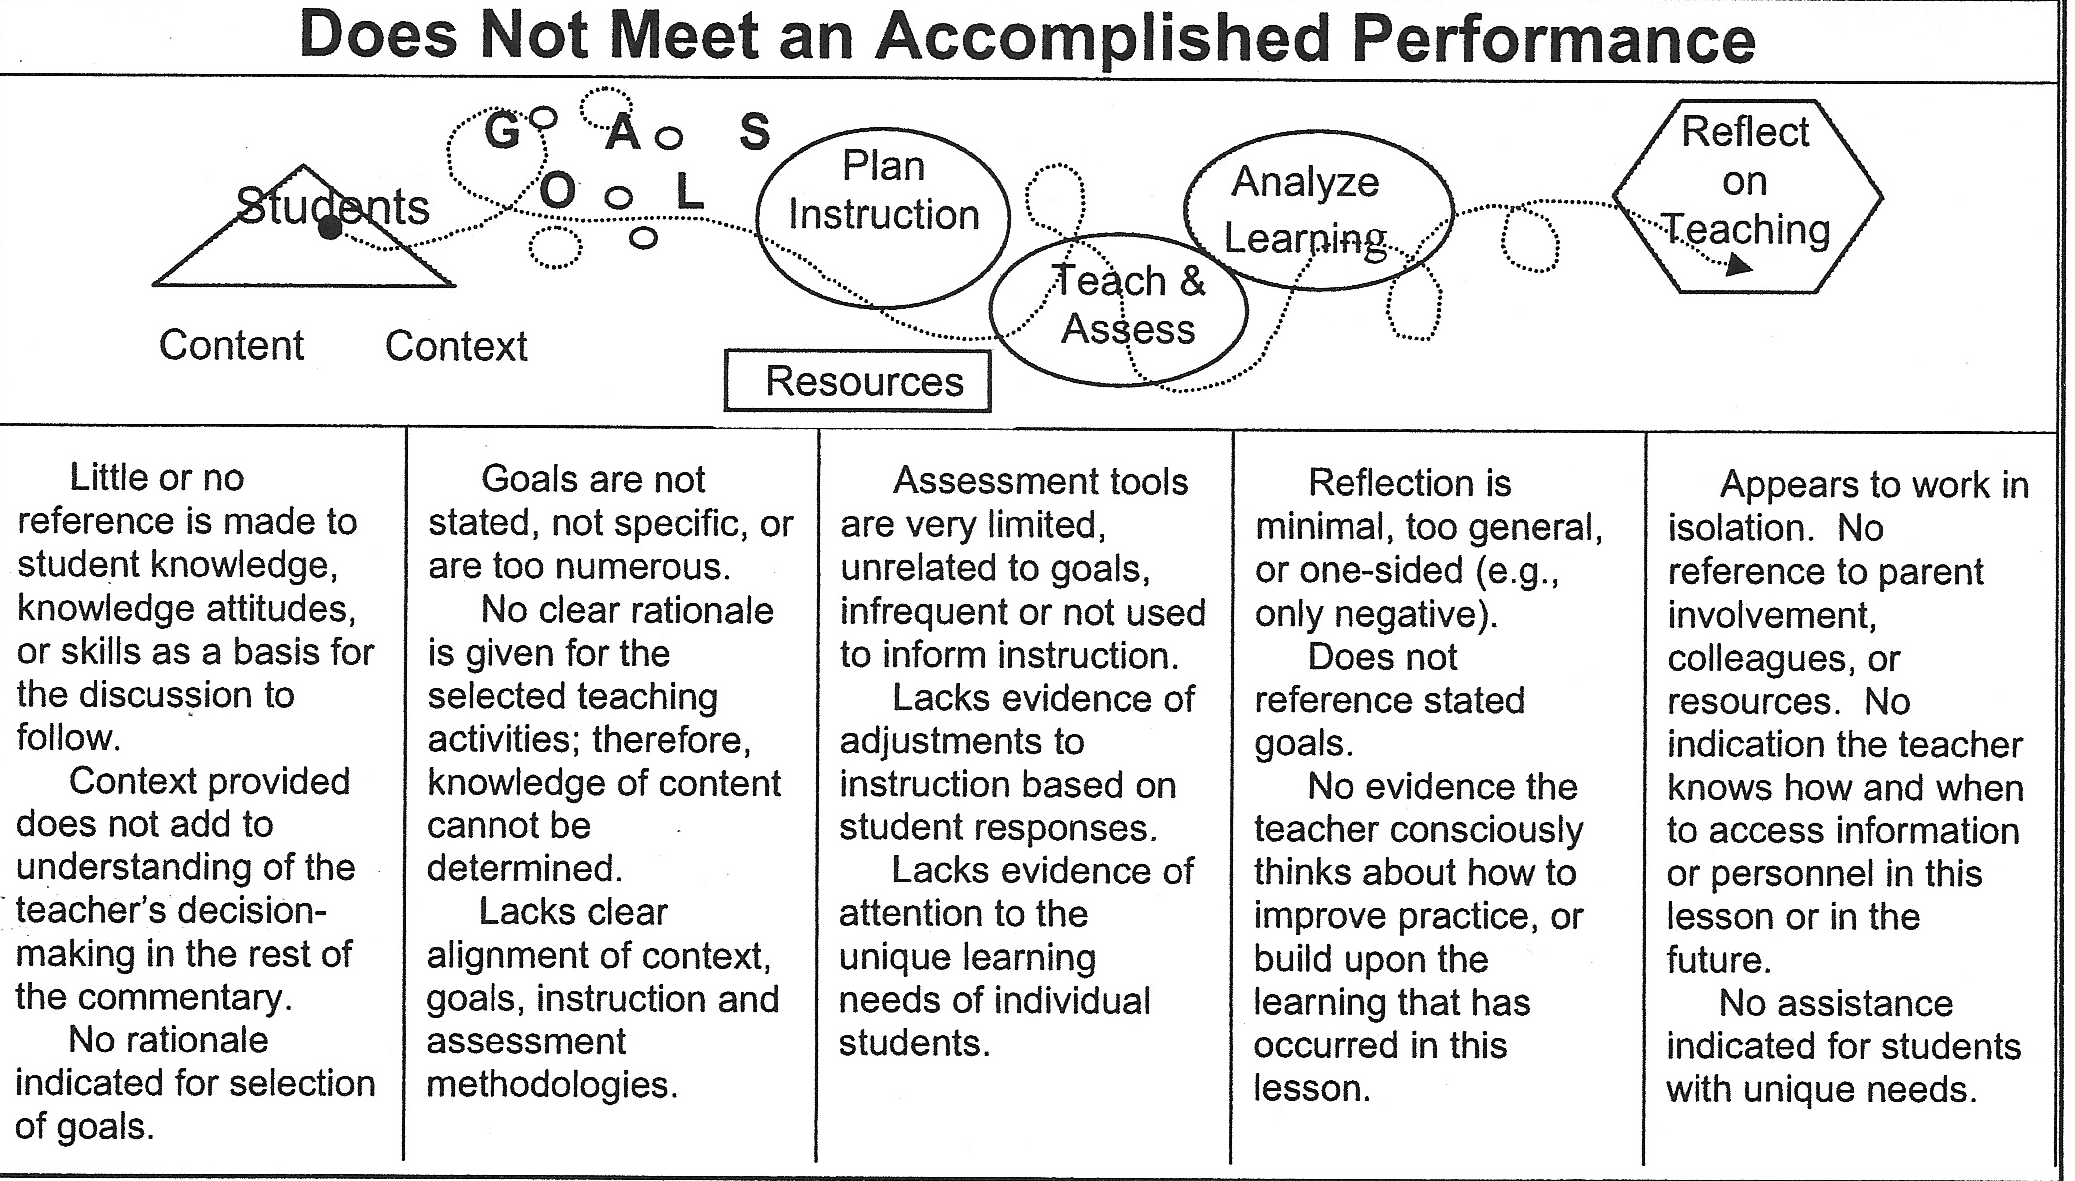 Does Not Meet an Accomplished Performance
G A S
O L
Students
Content Context
Plan
Instruction
Resources
Teach &
Assess
Analyze
Learning
Reflect
on
Teaching
Little or no
reference is made to
student knowledge,
knowledge attitudes,
or skills as a basis for
the discussion to
follow.
Context provided
does not add to
understanding of the
teacher's decision-
making in the rest of
the commentary.
No rationale
indicated for selection
of goals.
Goals are not
stated, not specific, or
are too numerous.
No clear rationale
is given for the
selected teaching
activities; therefore,
knowledge of content
cannot be
determined.
Lacks clear
alignment of context,
goals, instruction and
assessment
methodologies.
Assessment tools
are very limited,
unrelated to goals,
infrequent or not used
to inform instruction.
Lacks evidence of
adjustments to
instruction based on
student responses.
Lacks evidence of
attention to the
unique learning
needs of individual
students.
Reflection is
minimal, too general,
or one-sided (e.g.,
only negative).
Does not
reference stated
goals.
No evidence the
teacher consciously
thinks about how to
improve practice, or
build upon the
learning that has
occurred in this
lesson.
Appears to work in
isolation. No
reference to parent
involvement,
colleagues, or
resources. No
indication the teacher
knows how and when
to access information
or personnel in this
lesson or in the
future.
No assistance
indicated for students
with unique needs.